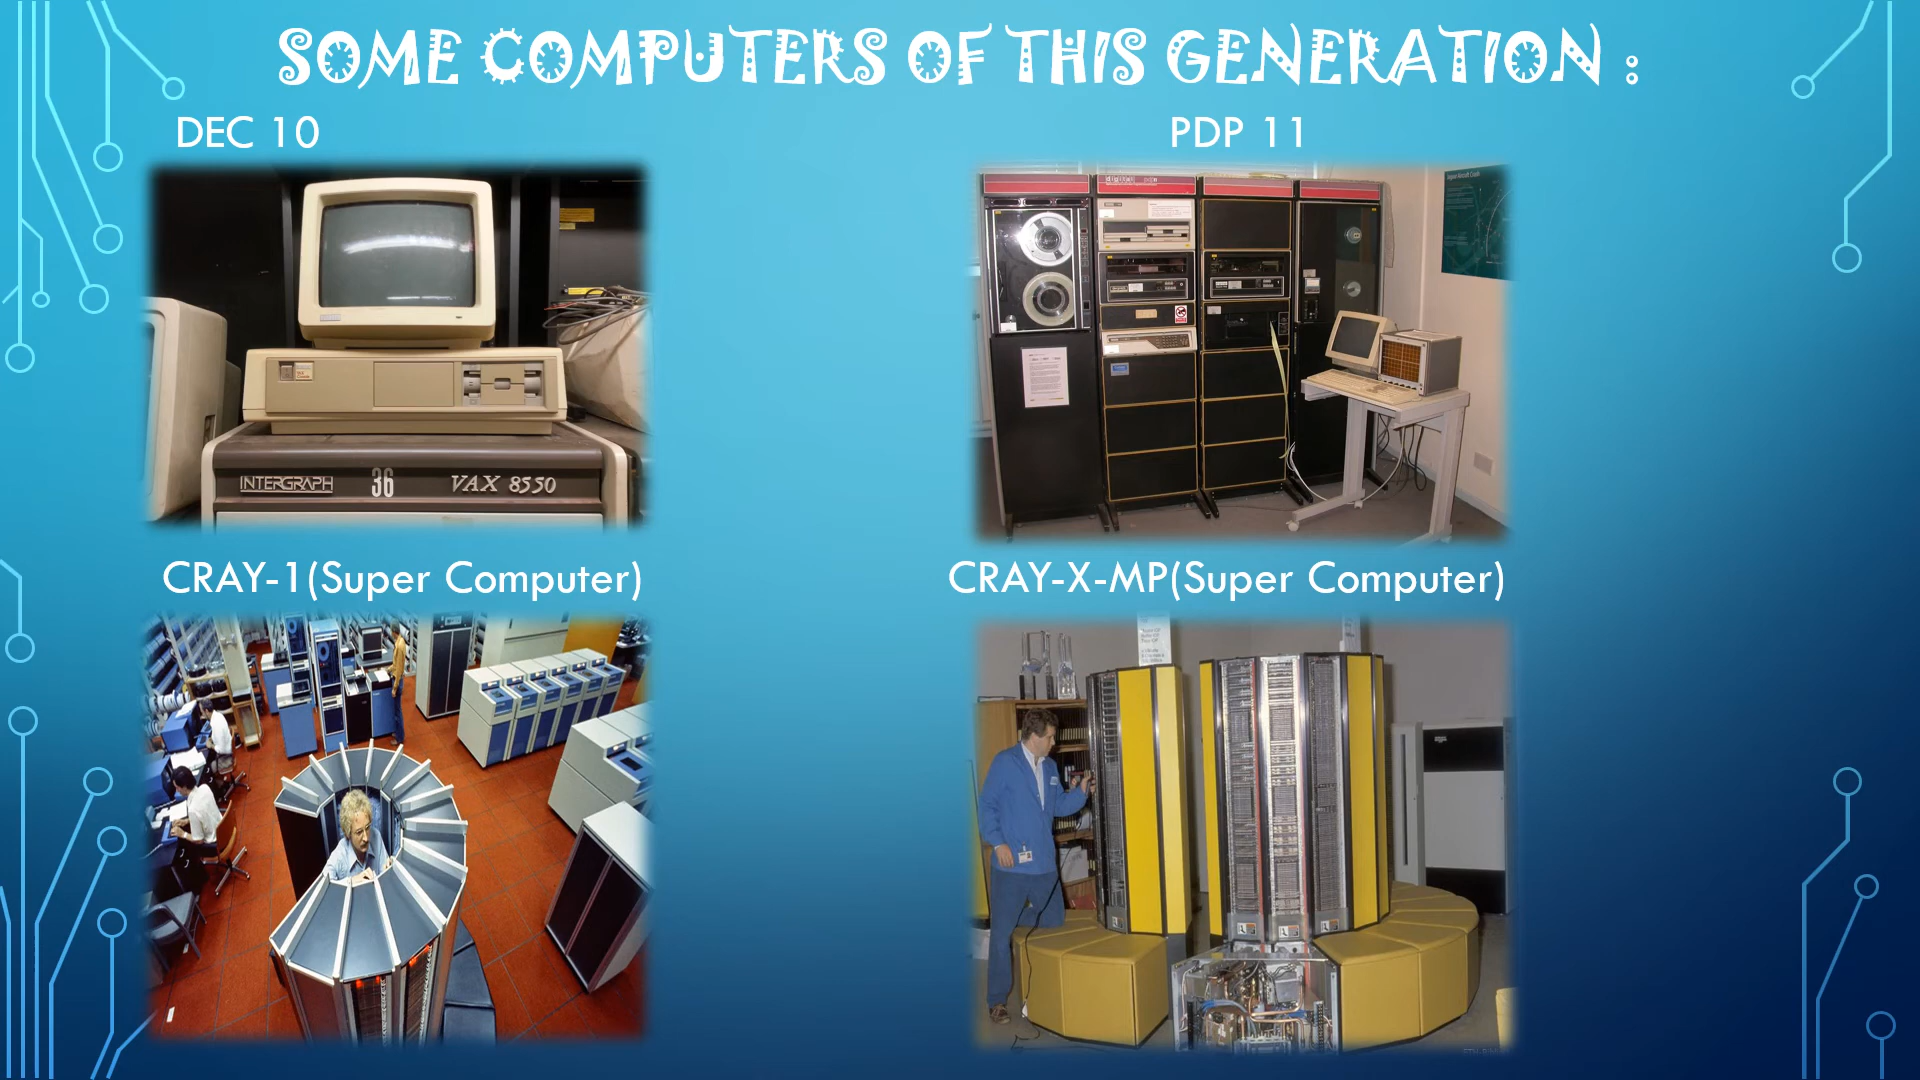 SOME COMPUTERS OF THIS GENERATION :
DEC 10
PDP 11
digital
INTERGRAPH 36 VAX 8550
CRAY-1(Super Computer)
CRAY-X-MP(Super Computer)